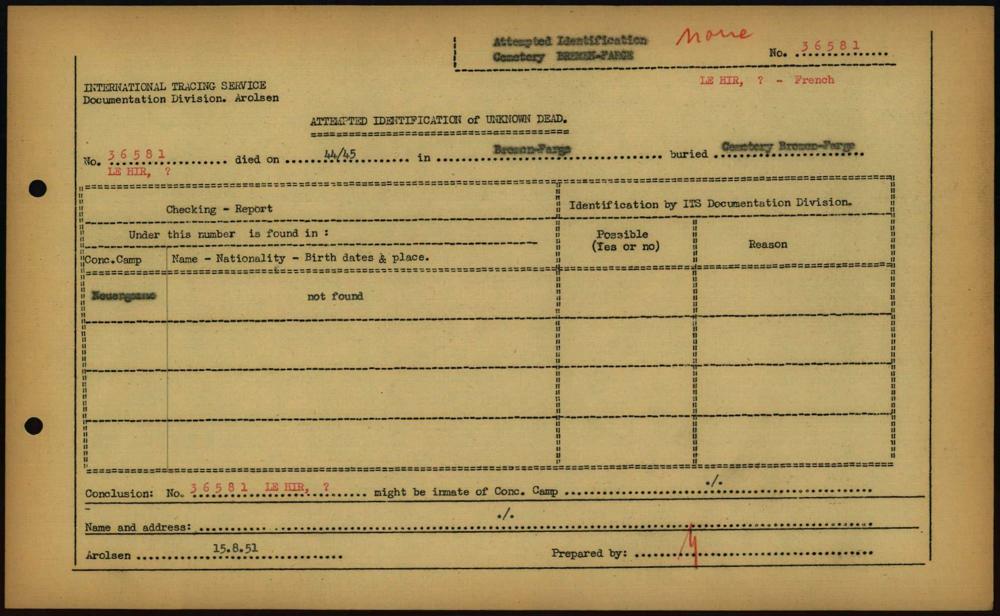 Attempted Identification
Cemetery BREMEN-FARGE
None
No. 36581
LE HIR, ? - French
INTERNATIONAL TRACING SERVICE
Documentation Division. Arolsen
ATTEMPTED IDENTIFICATION of UNKNOWN DEAD.
No. 36581 died on 44/45 in Bremen-Farge buried Cemetery Bremen-Farge
LE HIR, ?
Checking - Report
Identification by ITS Documentation Division.
Under this number is found in :
Possible
(Yes or no)
Reason
Conc.Camp
Name - Nationality - Birth dates & place.
not found
Conclusion: No. 36581 LE HIR, ? might be inmate of Conc. Camp ./.
Name and address: ./.
Arolsen 15.8.51
Prepared by: